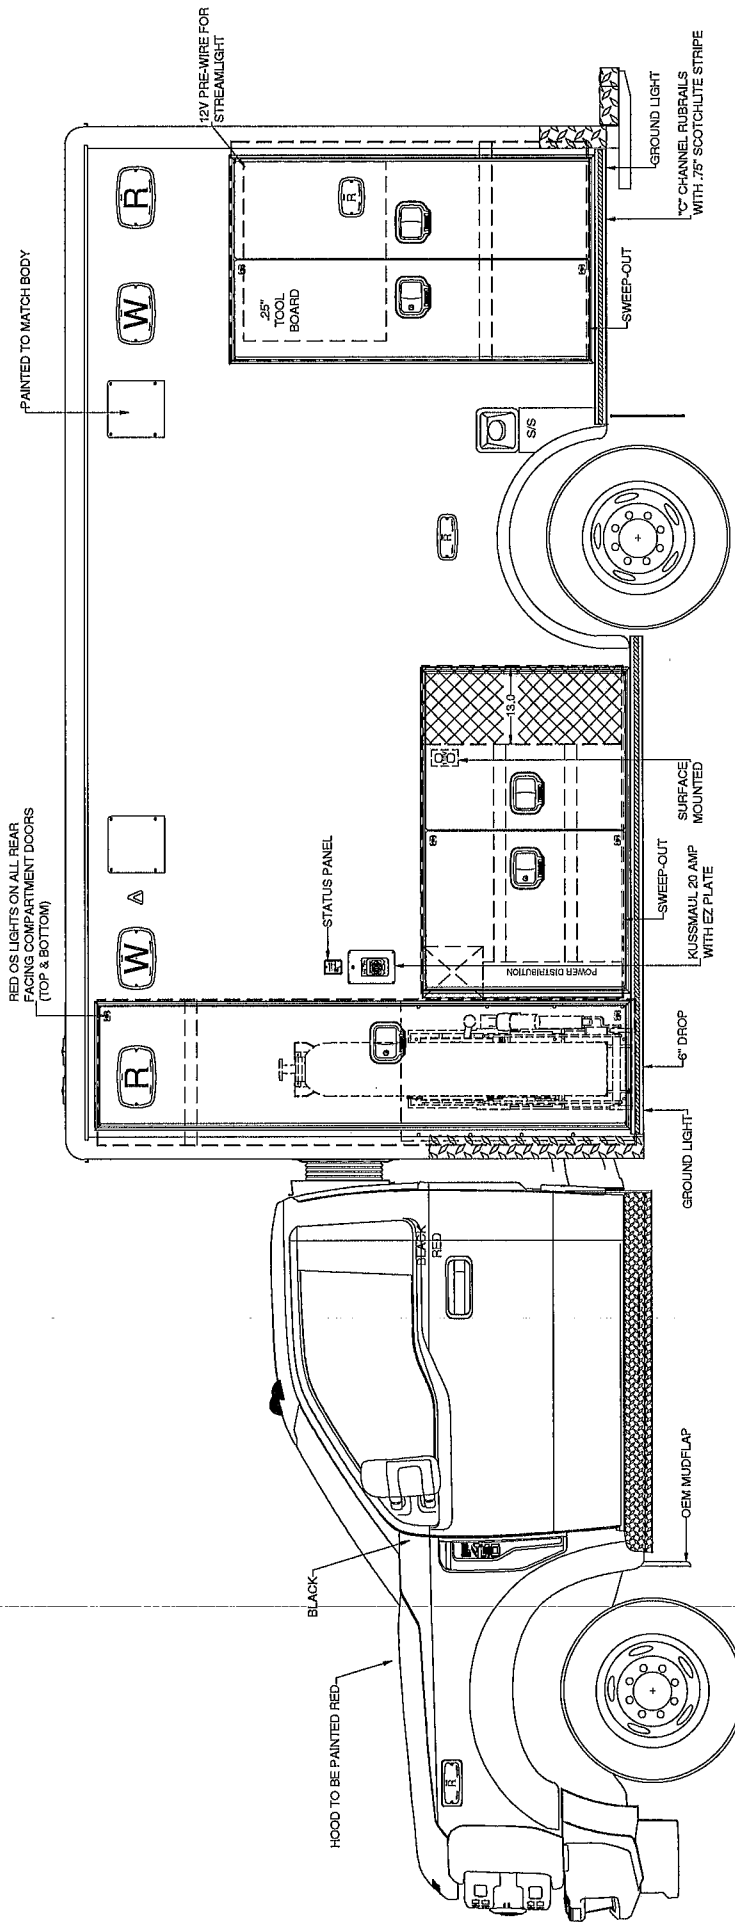 HOOD TO BE PAINTED RED
BLACK
BLACK
RED
OEM MUDFLAP
GROUND LIGHT
6" DROP
RED OS LIGHTS ON ALL REAR
FACING COMPARTMENT DOORS
(TOP & BOTTOM)
STATUS PANEL
KUSSMAUL 20 AMP
WITH EZ PLATE
POWER DISTRIBUTION
SWEEP-OUT
SURFACE
MOUNTED
13.0
PAINTED TO MATCH BODY
S/S
.25"
TOOL
BOARD
12V PRE-WIRE FOR
STREAMLIGHT
SWEEP-OUT
GROUND LIGHT
"C" CHANNEL RUBRAILS
WITH .75" SCOTCHLITE STRIPE
R
W
W
R
R
R
R